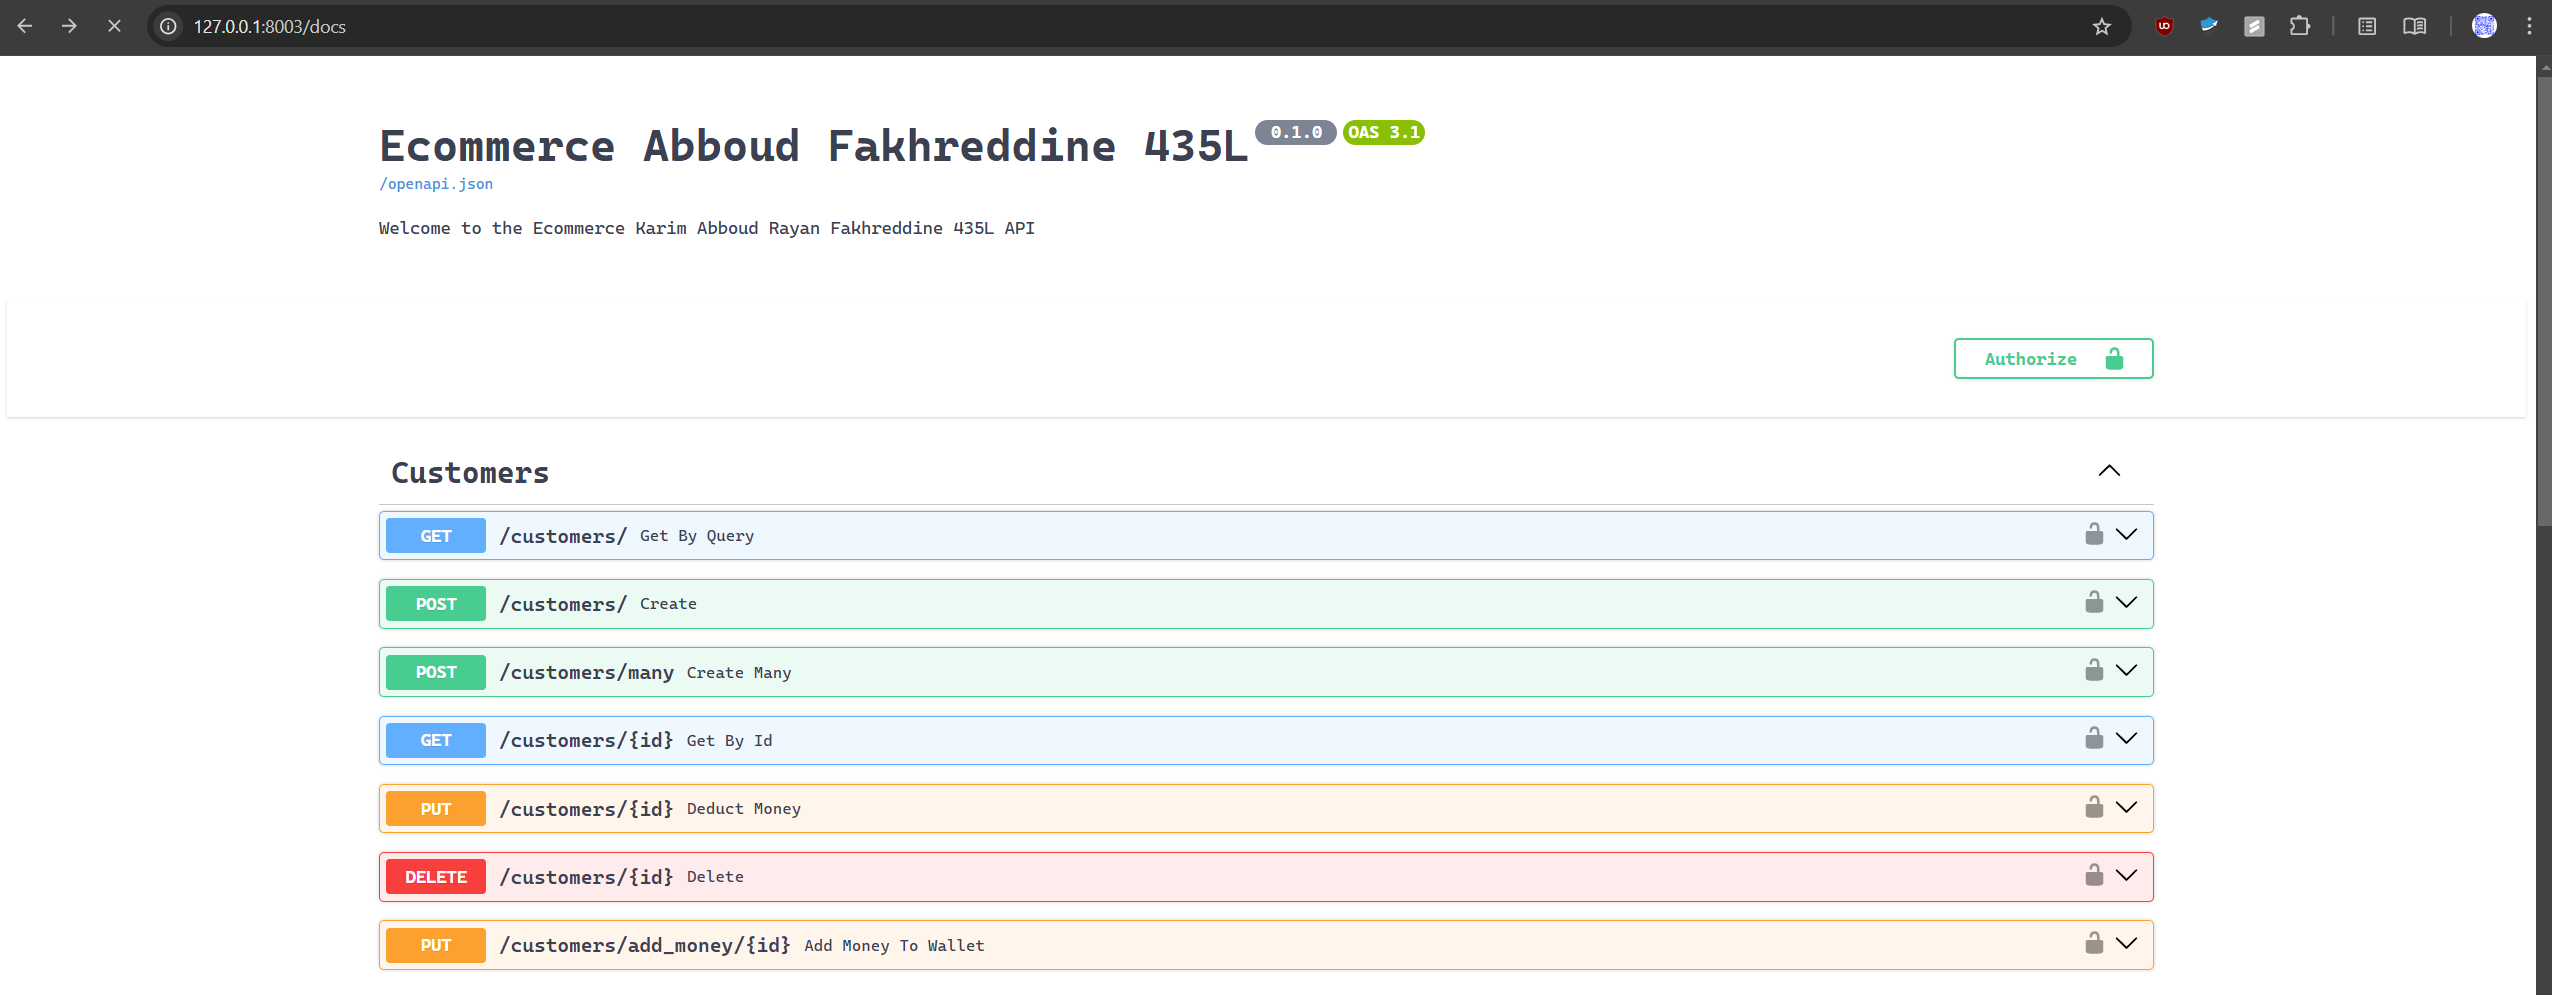 127.0.0.1:8003/docs
Ecommerce Abboud Fakhreddine 435L 0.1.0 OAS 3.1
/openapi.json
Welcome to the Ecommerce Karim Abboud Rayan Fakhreddine 435L API
Authorize
Customers
GET /customers/ Get By Query
POST /customers/ Create
POST /customers/many Create Many
GET /customers/{id} Get By Id
PUT /customers/{id} Deduct Money
DELETE /customers/{id} Delete
PUT /customers/add_money/{id} Add Money To Wallet